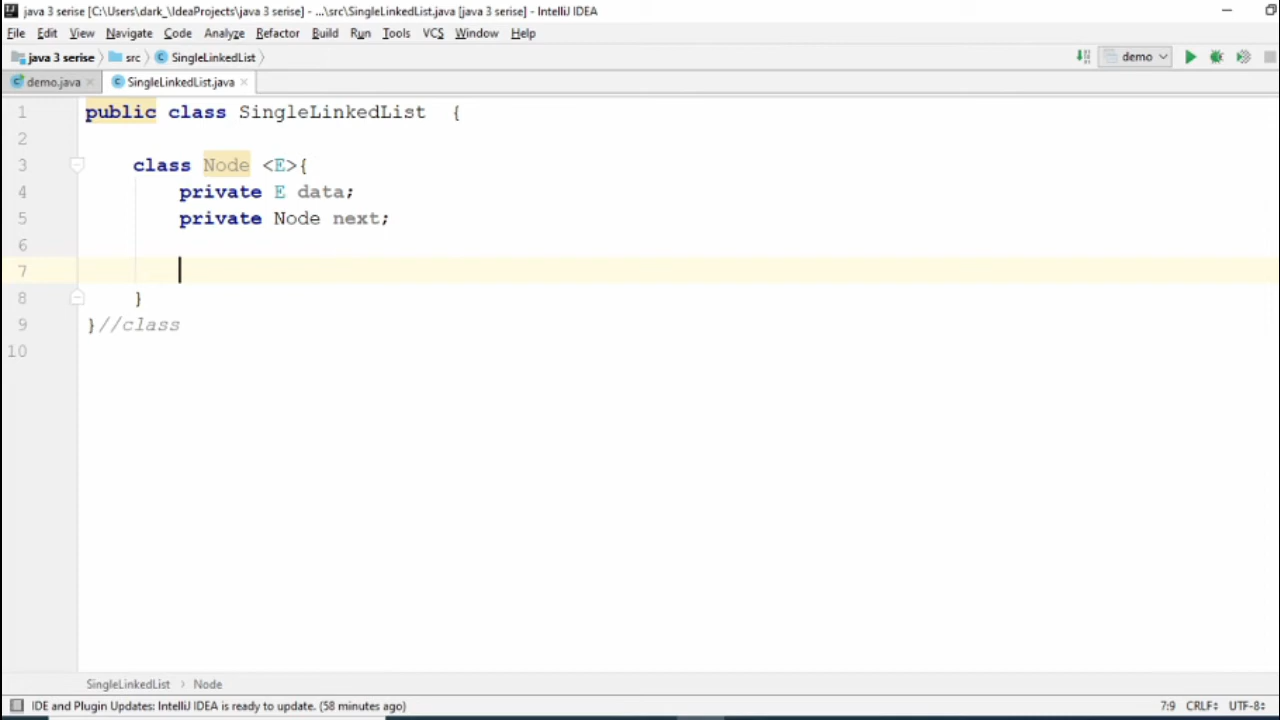 java 3 serise [C:\Users\dark_\IdeaProjects\java 3 serise] - ...\src\SingleLinkedList.java [java 3 serise] - IntelliJ IDEA
File Edit View Navigate Code Analyze Refactor Build Run Tools VCS Window Help
java 3 serise src SingleLinkedList demo
demo.java SingleLinkedList.java
1 public class SingleLinkedList {
2
3 class Node <E>{
4 private E data;
5 private Node next;
6
7
8 }
9 }//class
10
SingleLinkedList › Node
IDE and Plugin Updates: IntelliJ IDEA is ready to update. (58 minutes ago) 7:9 CRLF UTF-8